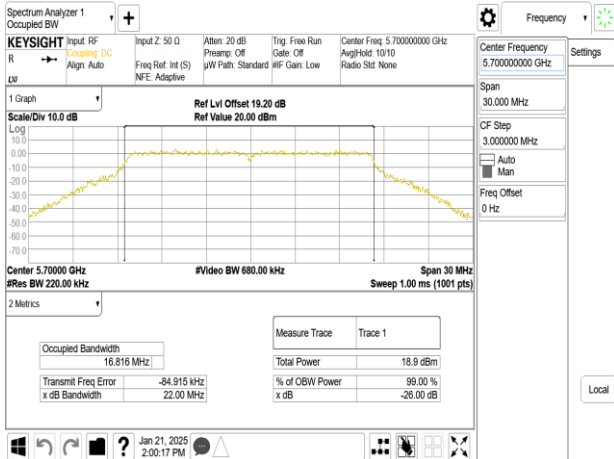 Spectrum Analyzer 1
Occupied BW
Frequency
KEYSIGHT
R
Input: RF
Coupling: DC
Align: Auto
Input Z: 50 Ω
Freq Ref: Int (S)
NFE: Adaptive
Atten: 20 dB
Preamp: Off
µW Path: Standard
Trig: Free Run
Gate: Off
#IF Gain: Low
Center Freq: 5.700000000 GHz
Avg|Hold: 10/10
Radio Std: None
Center Frequency
5.700000000 GHz
Settings
Span
30.000 MHz
CF Step
3.000000 MHz
Auto
Man
Freq Offset
0 Hz
Local
1 Graph
Scale/Div 10.0 dB
Ref Lvl Offset 19.20 dB
Ref Value 20.00 dBm
Log
10.0
0.00
-10.0
-20.0
-30.0
-40.0
-50.0
-60.0
-70.0
Center 5.70000 GHz
#Video BW 680.00 kHz
Span 30 MHz
#Res BW 220.00 kHz
Sweep 1.00 ms (1001 pts)
2 Metrics
Measure Trace
Trace 1
Occupied Bandwidth
16.816 MHz
Total Power
18.9 dBm
Transmit Freq Error
-84.915 kHz
% of OBW Power
99.00 %
x dB Bandwidth
22.00 MHz
x dB
-26.00 dB
?
Jan 21, 2025
2:00:17 PM